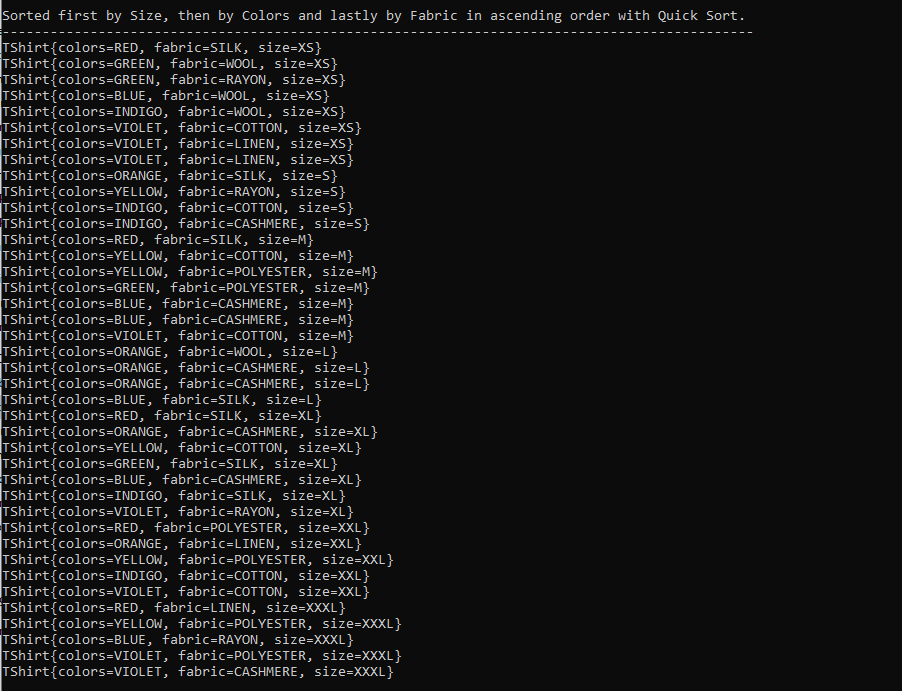 Sorted first by Size, then by Colors and lastly by Fabric in ascending order with Quick Sort.
----------------------------------------------------------------------------------------------
TShirt{colors=RED, fabric=SILK, size=XS}
TShirt{colors=GREEN, fabric=WOOL, size=XS}
TShirt{colors=GREEN, fabric=RAYON, size=XS}
TShirt{colors=BLUE, fabric=WOOL, size=XS}
TShirt{colors=INDIGO, fabric=WOOL, size=XS}
TShirt{colors=VIOLET, fabric=COTTON, size=XS}
TShirt{colors=VIOLET, fabric=LINEN, size=XS}
TShirt{colors=VIOLET, fabric=LINEN, size=XS}
TShirt{colors=ORANGE, fabric=SILK, size=S}
TShirt{colors=YELLOW, fabric=RAYON, size=S}
TShirt{colors=INDIGO, fabric=COTTON, size=S}
TShirt{colors=INDIGO, fabric=CASHMERE, size=S}
TShirt{colors=RED, fabric=SILK, size=M}
TShirt{colors=YELLOW, fabric=COTTON, size=M}
TShirt{colors=YELLOW, fabric=POLYESTER, size=M}
TShirt{colors=GREEN, fabric=POLYESTER, size=M}
TShirt{colors=BLUE, fabric=CASHMERE, size=M}
TShirt{colors=BLUE, fabric=CASHMERE, size=M}
TShirt{colors=VIOLET, fabric=COTTON, size=M}
TShirt{colors=ORANGE, fabric=WOOL, size=L}
TShirt{colors=ORANGE, fabric=CASHMERE, size=L}
TShirt{colors=ORANGE, fabric=CASHMERE, size=L}
TShirt{colors=BLUE, fabric=SILK, size=L}
TShirt{colors=RED, fabric=SILK, size=XL}
TShirt{colors=ORANGE, fabric=CASHMERE, size=XL}
TShirt{colors=YELLOW, fabric=COTTON, size=XL}
TShirt{colors=GREEN, fabric=SILK, size=XL}
TShirt{colors=BLUE, fabric=CASHMERE, size=XL}
TShirt{colors=INDIGO, fabric=SILK, size=XL}
TShirt{colors=VIOLET, fabric=RAYON, size=XL}
TShirt{colors=RED, fabric=POLYESTER, size=XXL}
TShirt{colors=ORANGE, fabric=LINEN, size=XXL}
TShirt{colors=YELLOW, fabric=POLYESTER, size=XXL}
TShirt{colors=INDIGO, fabric=COTTON, size=XXL}
TShirt{colors=VIOLET, fabric=COTTON, size=XXL}
TShirt{colors=RED, fabric=LINEN, size=XXXL}
TShirt{colors=YELLOW, fabric=POLYESTER, size=XXXL}
TShirt{colors=BLUE, fabric=RAYON, size=XXXL}
TShirt{colors=VIOLET, fabric=POLYESTER, size=XXXL}
TShirt{colors=VIOLET, fabric=CASHMERE, size=XXXL}